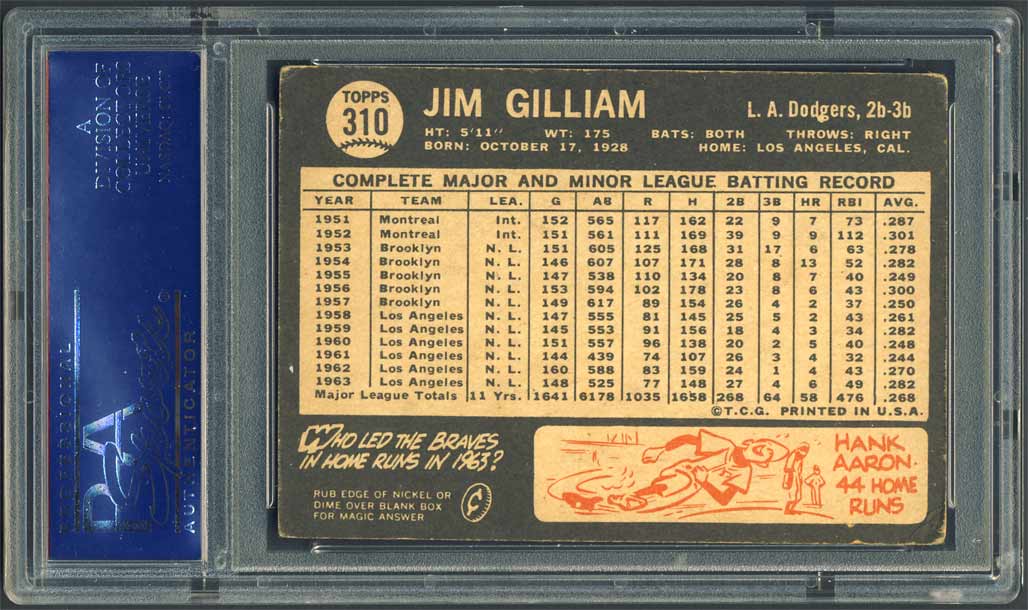 A
DIVISION OF
COLLECTORS
UNIVERSE
NASDAQ: CLCT
PROFESSIONAL
PSA
AUTHENTICATOR
TOPPS
310
JIM GILLIAM
L. A. Dodgers, 2b-3b
HT: 5'11" WT: 175 BATS: BOTH THROWS: RIGHT
BORN: OCTOBER 17, 1928 HOME: LOS ANGELES, CAL.
COMPLETE MAJOR AND MINOR LEAGUE BATTING RECORD
YEAR TEAM LEA. G AB R H 2B 3B HR RBI AVG.
1951 Montreal Int. 152 565 117 162 22 9 7 73 .287
1952 Montreal Int. 151 561 111 169 39 9 9 112 .301
1953 Brooklyn N. L. 151 605 125 168 31 17 6 63 .278
1954 Brooklyn N. L. 146 607 107 171 28 8 13 52 .282
1955 Brooklyn N. L. 147 538 110 134 20 8 7 40 .249
1956 Brooklyn N. L. 153 594 102 178 23 8 6 43 .300
1957 Brooklyn N. L. 149 617 89 154 26 4 2 37 .250
1958 Los Angeles N. L. 147 555 81 145 25 5 2 43 .261
1959 Los Angeles N. L. 145 553 91 156 18 4 3 34 .282
1960 Los Angeles N. L. 151 557 96 138 20 2 5 40 .248
1961 Los Angeles N. L. 144 439 74 107 26 3 4 32 .244
1962 Los Angeles N. L. 160 588 83 159 24 1 4 43 .270
1963 Los Angeles N. L. 148 525 77 148 27 4 6 49 .282
Major League Totals 11 Yrs. 1641 6178 1035 1658 268 64 58 476 .268
©T.C.G. PRINTED IN U.S.A.
WHO LED THE BRAVES
IN HOME RUNS IN 1963?
RUB EDGE OF NICKEL OR
DIME OVER BLANK BOX
FOR MAGIC ANSWER
HANK
AARON-
44 HOME
RUNS